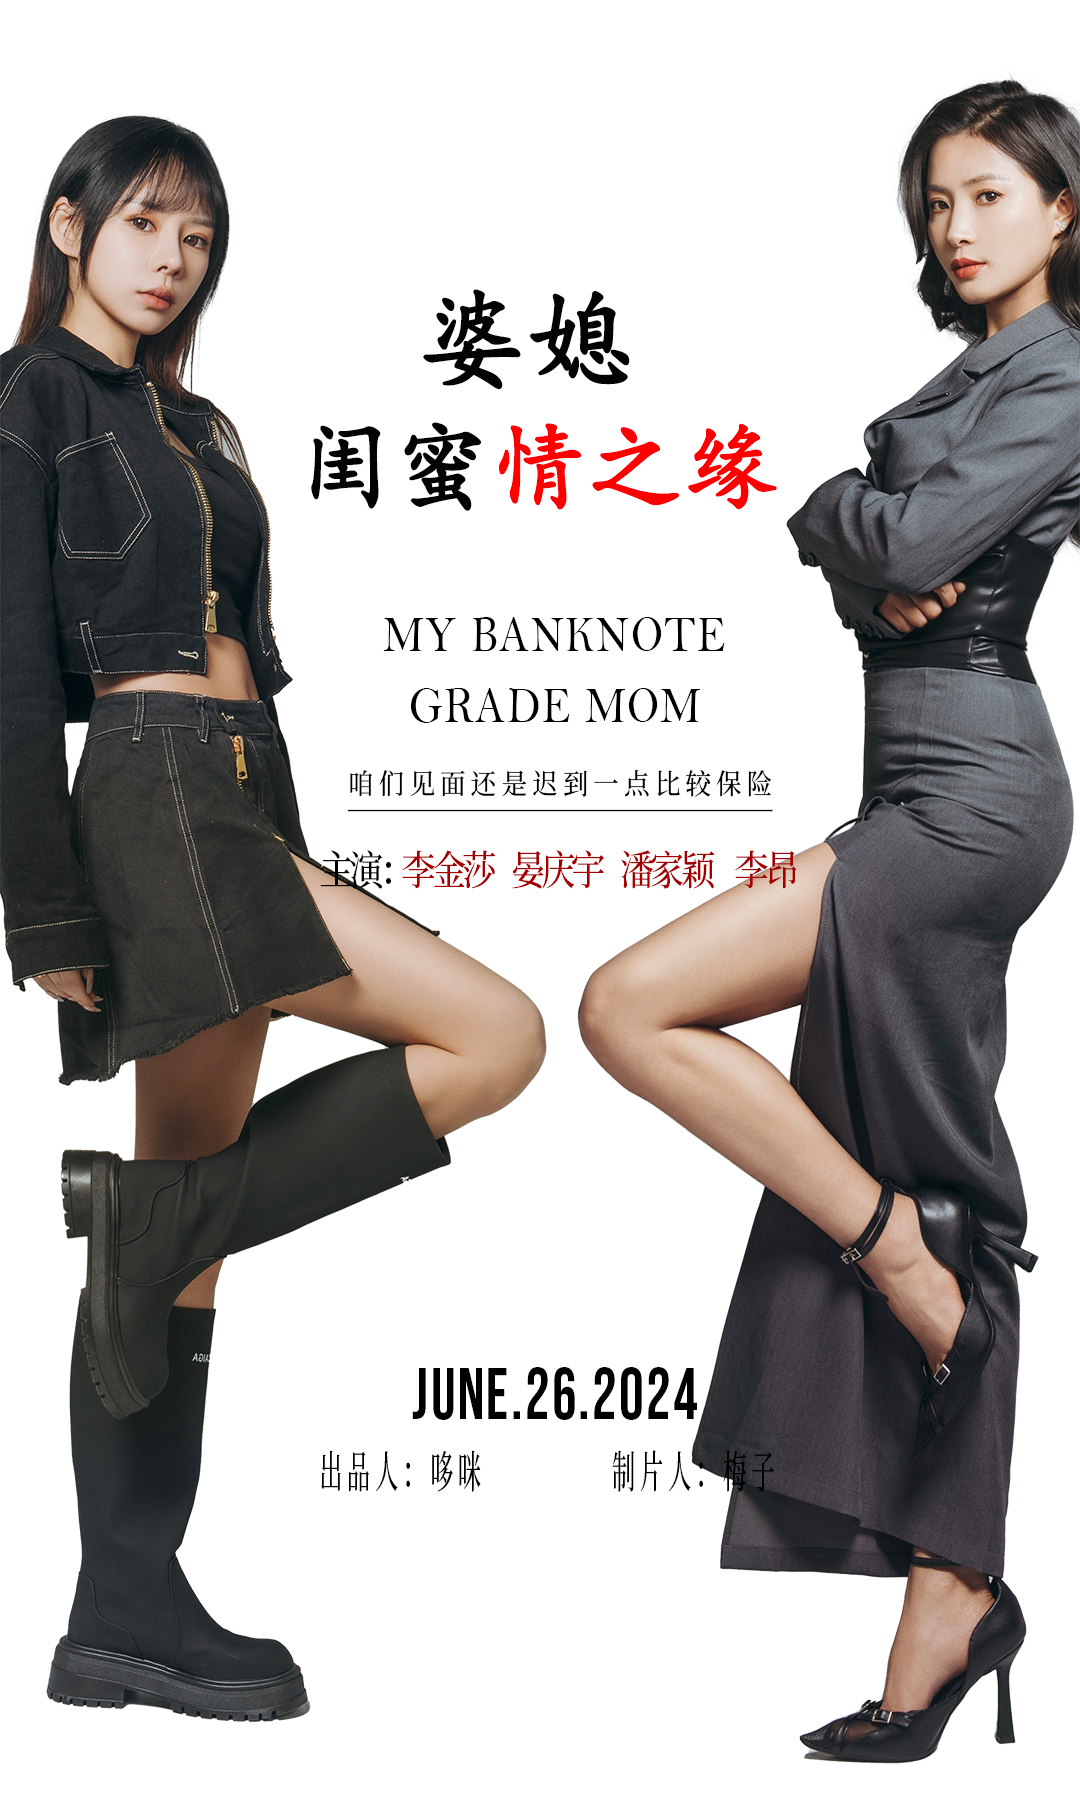 婆媳
闺蜜情之缘
MY BANKNOTE
GRADE MOM
咱们见面还是迟到一点比较保险
主演：李金莎 晏庆宇 潘家颖 李昂
JUNE.26.2024
出品人：哆咪 制片人：梅子